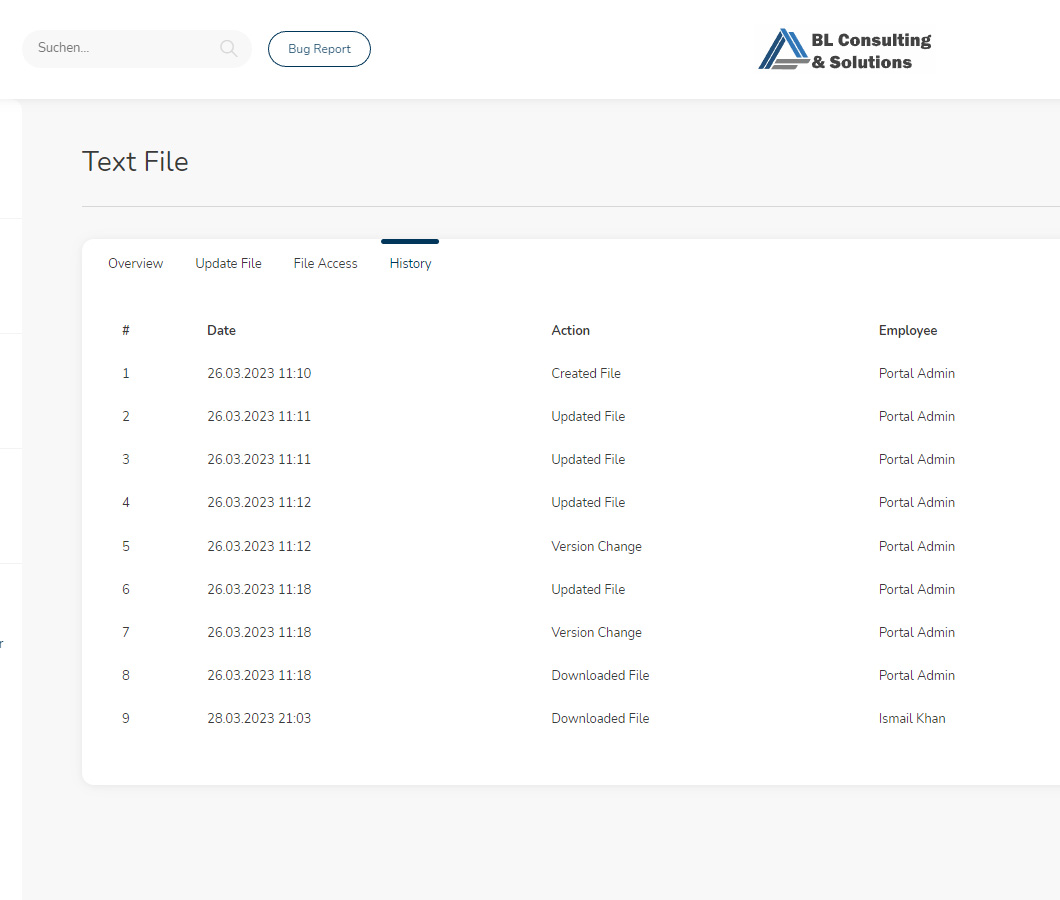 Suchen...
Bug Report
BL Consulting
& Solutions
Text File
Overview Update File File Access History
# Date Action Employee
1 26.03.2023 11:10 Created File Portal Admin
2 26.03.2023 11:11 Updated File Portal Admin
3 26.03.2023 11:11 Updated File Portal Admin
4 26.03.2023 11:12 Updated File Portal Admin
5 26.03.2023 11:12 Version Change Portal Admin
6 26.03.2023 11:18 Updated File Portal Admin
r
7 26.03.2023 11:18 Version Change Portal Admin
8 26.03.2023 11:18 Downloaded File Portal Admin
9 28.03.2023 21:03 Downloaded File Ismail Khan